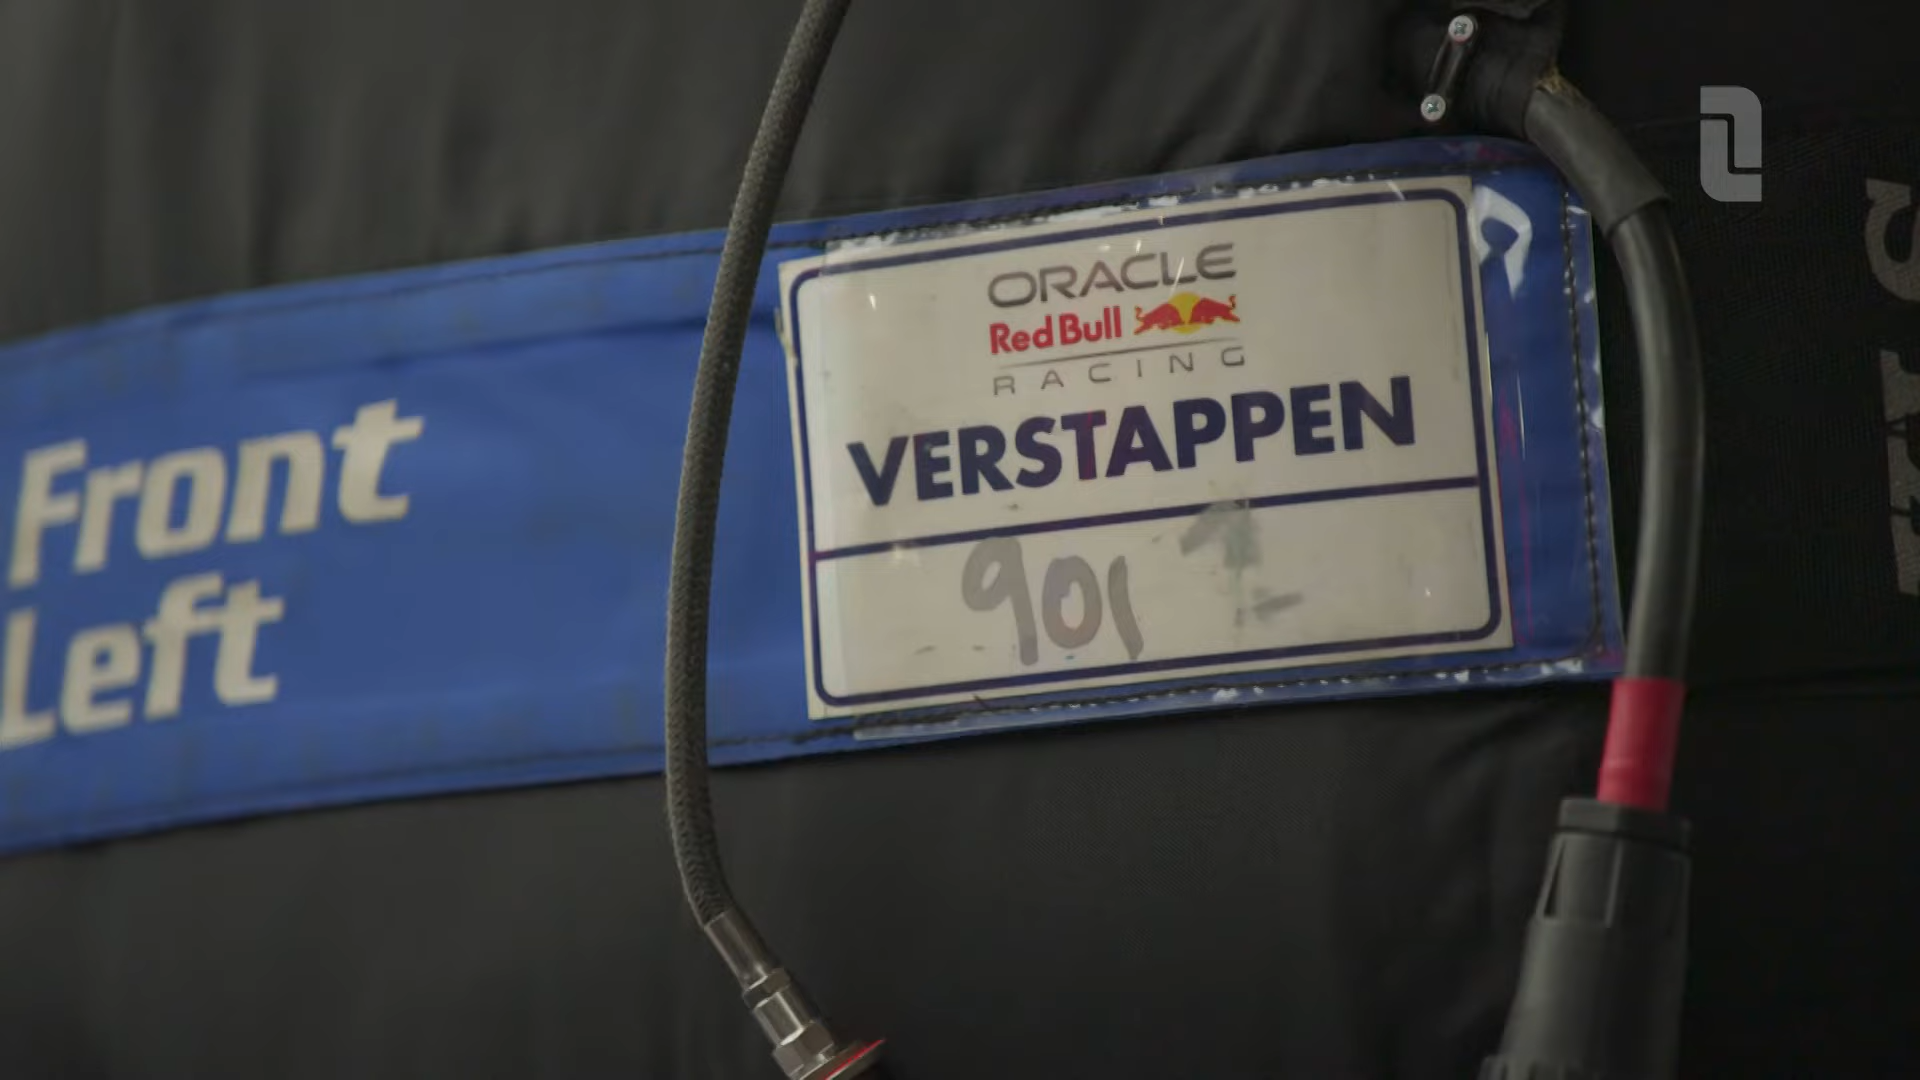 Front
Left
ORACLE
Red Bull
RACING
VERSTAPPEN
901